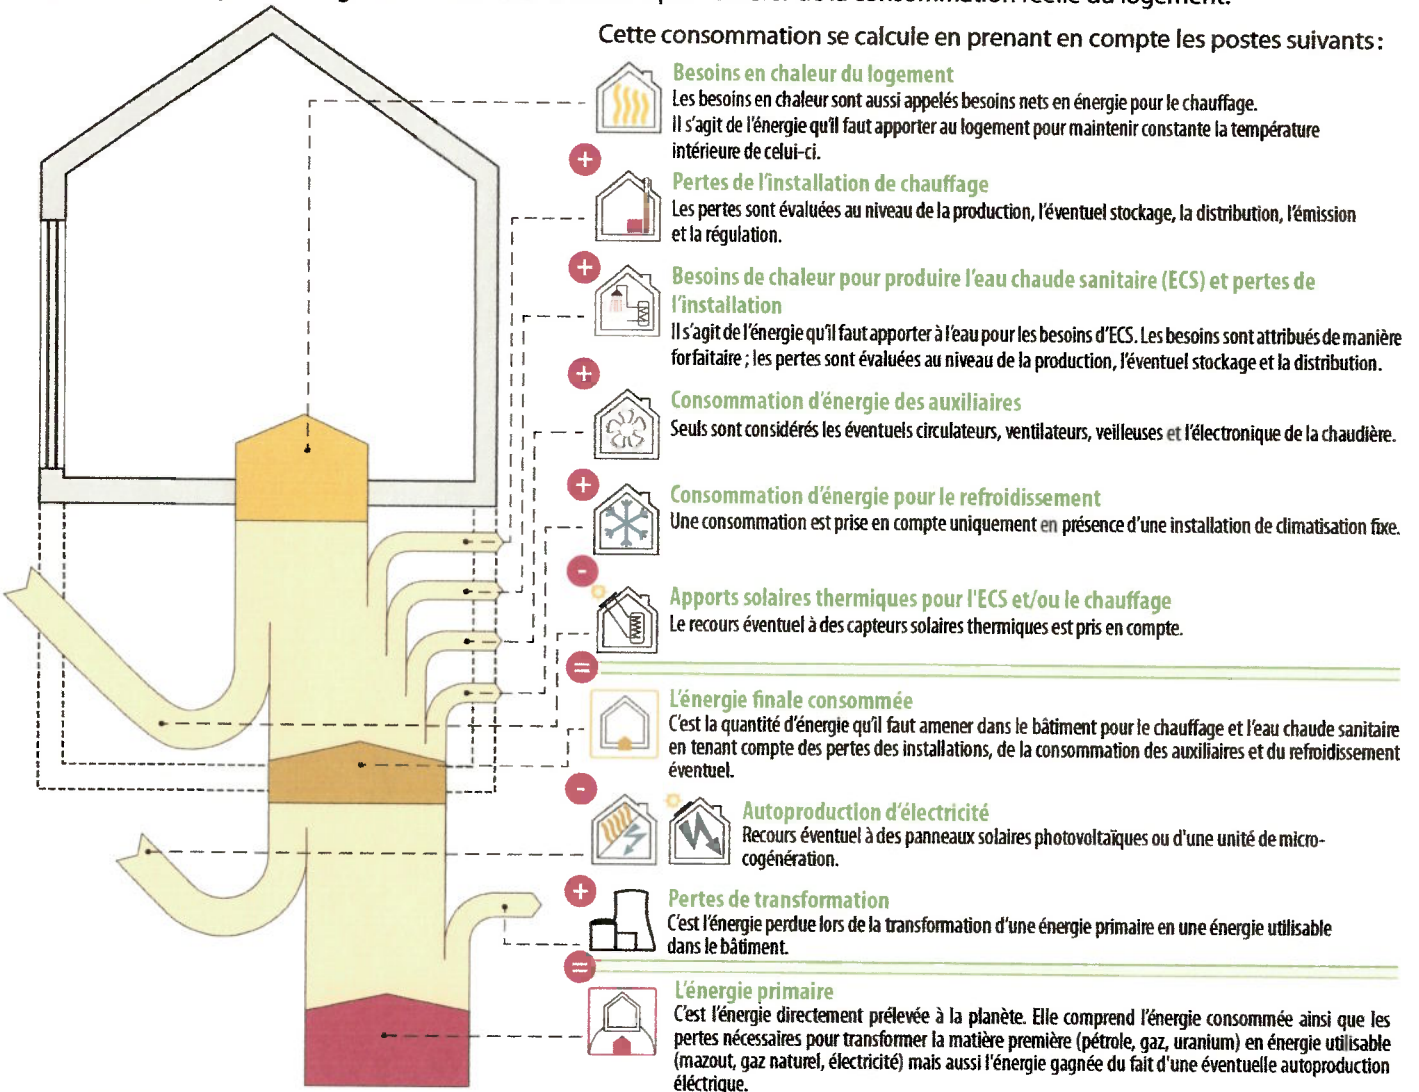 de la consommation réelle du logement.
Cette consommation se calcule en prenant en compte les postes suivants :
Besoins en chaleur du logement
Les besoins en chaleur sont aussi appelés besoins nets en énergie pour le chauffage.
Il s'agit de l'énergie qu'il faut apporter au logement pour maintenir constante la température
intérieure de celui-ci.
+
Pertes de l'installation de chauffage
Les pertes sont évaluées au niveau de la production, l'éventuel stockage, la distribution, l'émission
et la régulation.
+
Besoins de chaleur pour produire l'eau chaude sanitaire (ECS) et pertes de
l'installation
Il s'agit de l'énergie qu'il faut apporter à l'eau pour les besoins d'ECS. Les besoins sont attribués de manière
forfaitaire ; les pertes sont évaluées au niveau de la production, l'éventuel stockage et la distribution.
+
Consommation d'énergie des auxiliaires
Seuls sont considérés les éventuels circulateurs, ventilateurs, veilleuses et l'électronique de la chaudière.
+
Consommation d'énergie pour le refroidissement
Une consommation est prise en compte uniquement en présence d'une installation de climatisation fixe.
-
Apports solaires thermiques pour l'ECS et/ou le chauffage
Le recours éventuel à des capteurs solaires thermiques est pris en compte.
=
L'énergie finale consommée
C'est la quantité d'énergie qu'il faut amener dans le bâtiment pour le chauffage et l'eau chaude sanitaire
en tenant compte des pertes des installations, de la consommation des auxiliaires et du refroidissement
éventuel.
-
Autoproduction d'électricité
Recours éventuel à des panneaux solaires photovoltaïques ou d'une unité de micro-
cogénération.
+
Pertes de transformation
C'est l'énergie perdue lors de la transformation d'une énergie primaire en une énergie utilisable
dans le bâtiment.
=
L'énergie primaire
C'est l'énergie directement prélevée à la planète. Elle comprend l'énergie consommée ainsi que les
pertes nécessaires pour transformer la matière première (pétrole, gaz, uranium) en énergie utilisable
(mazout, gaz naturel, électricité) mais aussi l'énergie gagnée du fait d'une éventuelle autoproduction
éléctrique.